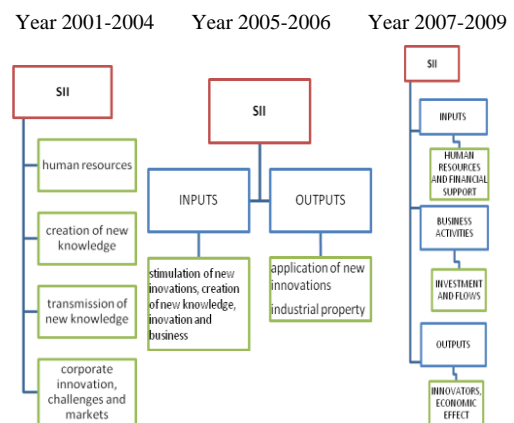 Year 2001-2004
Year 2005-2006
Year 2007-2009
SII
human resources
creation of new
knowledge
transmission of
new knowledge
corporate
innovation,
challenges and
markets
SII
INPUTS
OUTPUTS
stimulation of new
inovations, creation
of new knowledge,
inovation and
business
application of new
innovations
industrial property
SII
INPUTS
HUMAN
RESOURCES
AND FINANCIAL
SUPPORT
BUSINESS
ACTIVITIES
INVESTMENT
AND FLOWS
OUTPUTS
INNOVATORS,
ECONOMIC
EFFECT